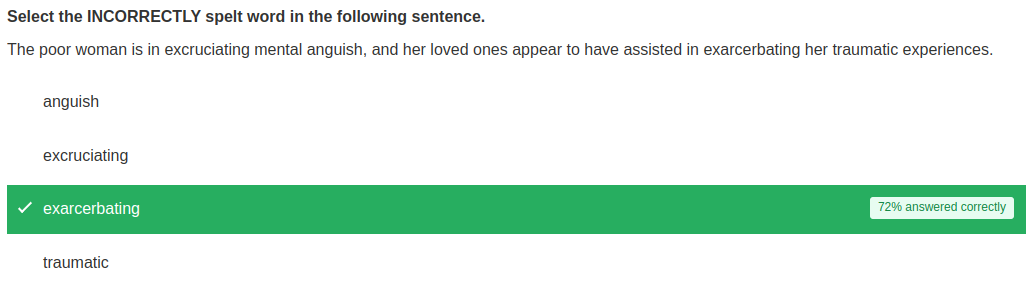 Select the INCORRECTLY spelt word in the following sentence.
The poor woman is in excruciating mental anguish, and her loved ones appear to have assisted in exarcerbating her traumatic experiences.
anguish
excruciating
exarcerbating
72% answered correctly
traumatic